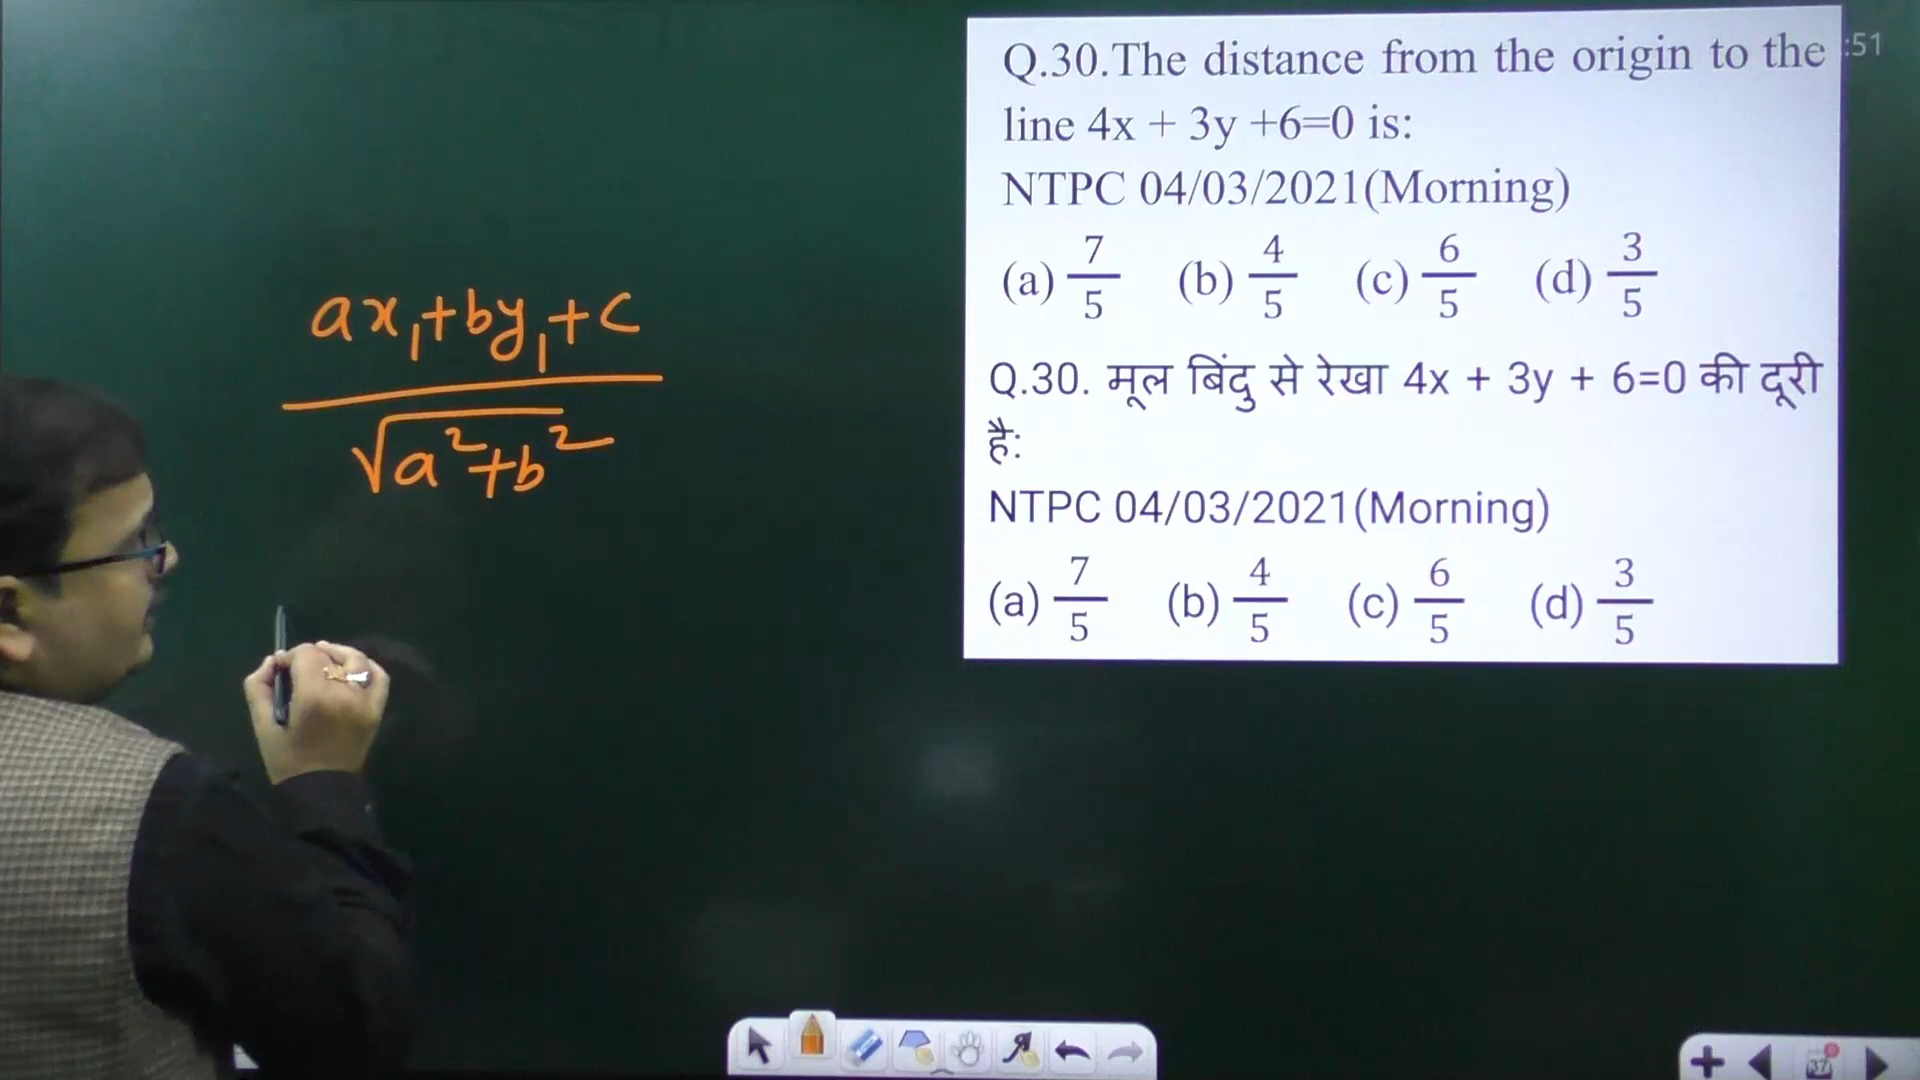 ax₁+by₁+c
√a²+b²
Q.30.The distance from the origin to the
line 4x + 3y +6=0 is:
NTPC 04/03/2021(Morning)
(a) 7/5 (b) 4/5 (c) 6/5 (d) 3/5
Q.30. मूल बिंदु से रेखा 4x + 3y + 6=0 की दूरी
है:
NTPC 04/03/2021(Morning)
(a) 7/5 (b) 4/5 (c) 6/5 (d) 3/5
:51
37